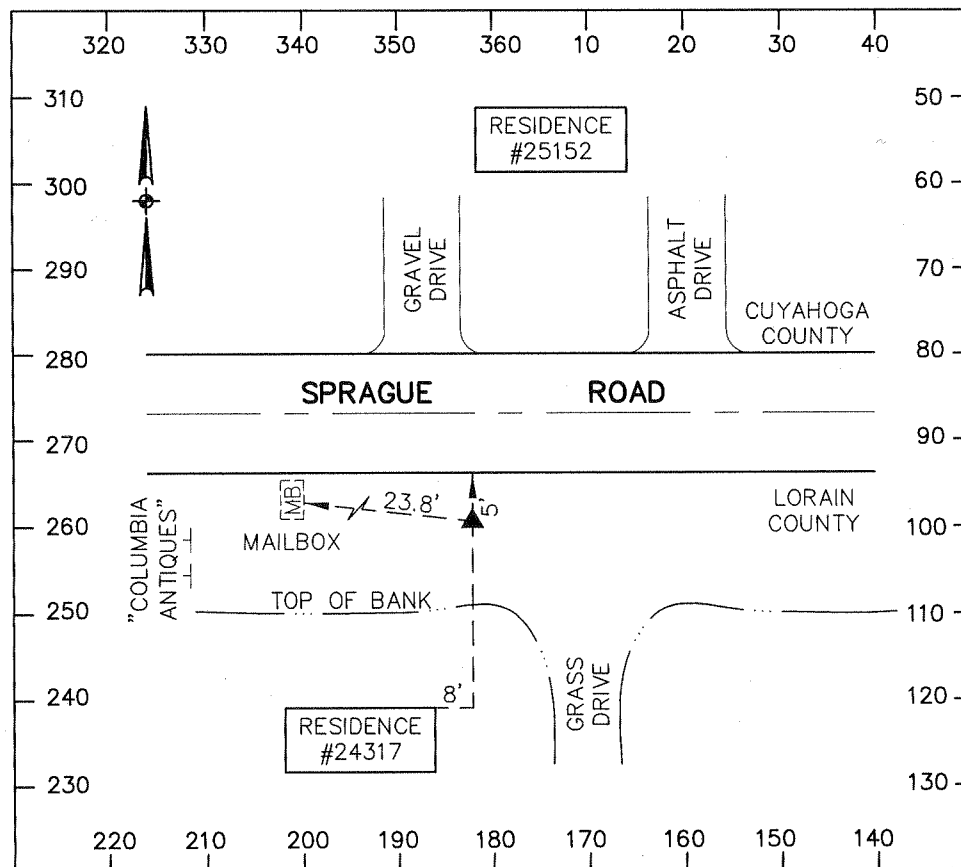 320 330 340 350 360 10 20 30 40
310
50
RESIDENCE
#25152
300
60
290
70
GRAVEL
DRIVE
ASPHALT
DRIVE
CUYAHOGA
COUNTY
280
80
SPRAGUE ROAD
270
90
MB
23.8'
5'
LORAIN
COUNTY
260
100
"COLUMBIA
ANTIQUES"
MAILBOX
250
TOP OF BANK
110
GRASS
DRIVE
240
8'
120
RESIDENCE
#24317
230
130
220 210 200 190 180 170 160 150 140